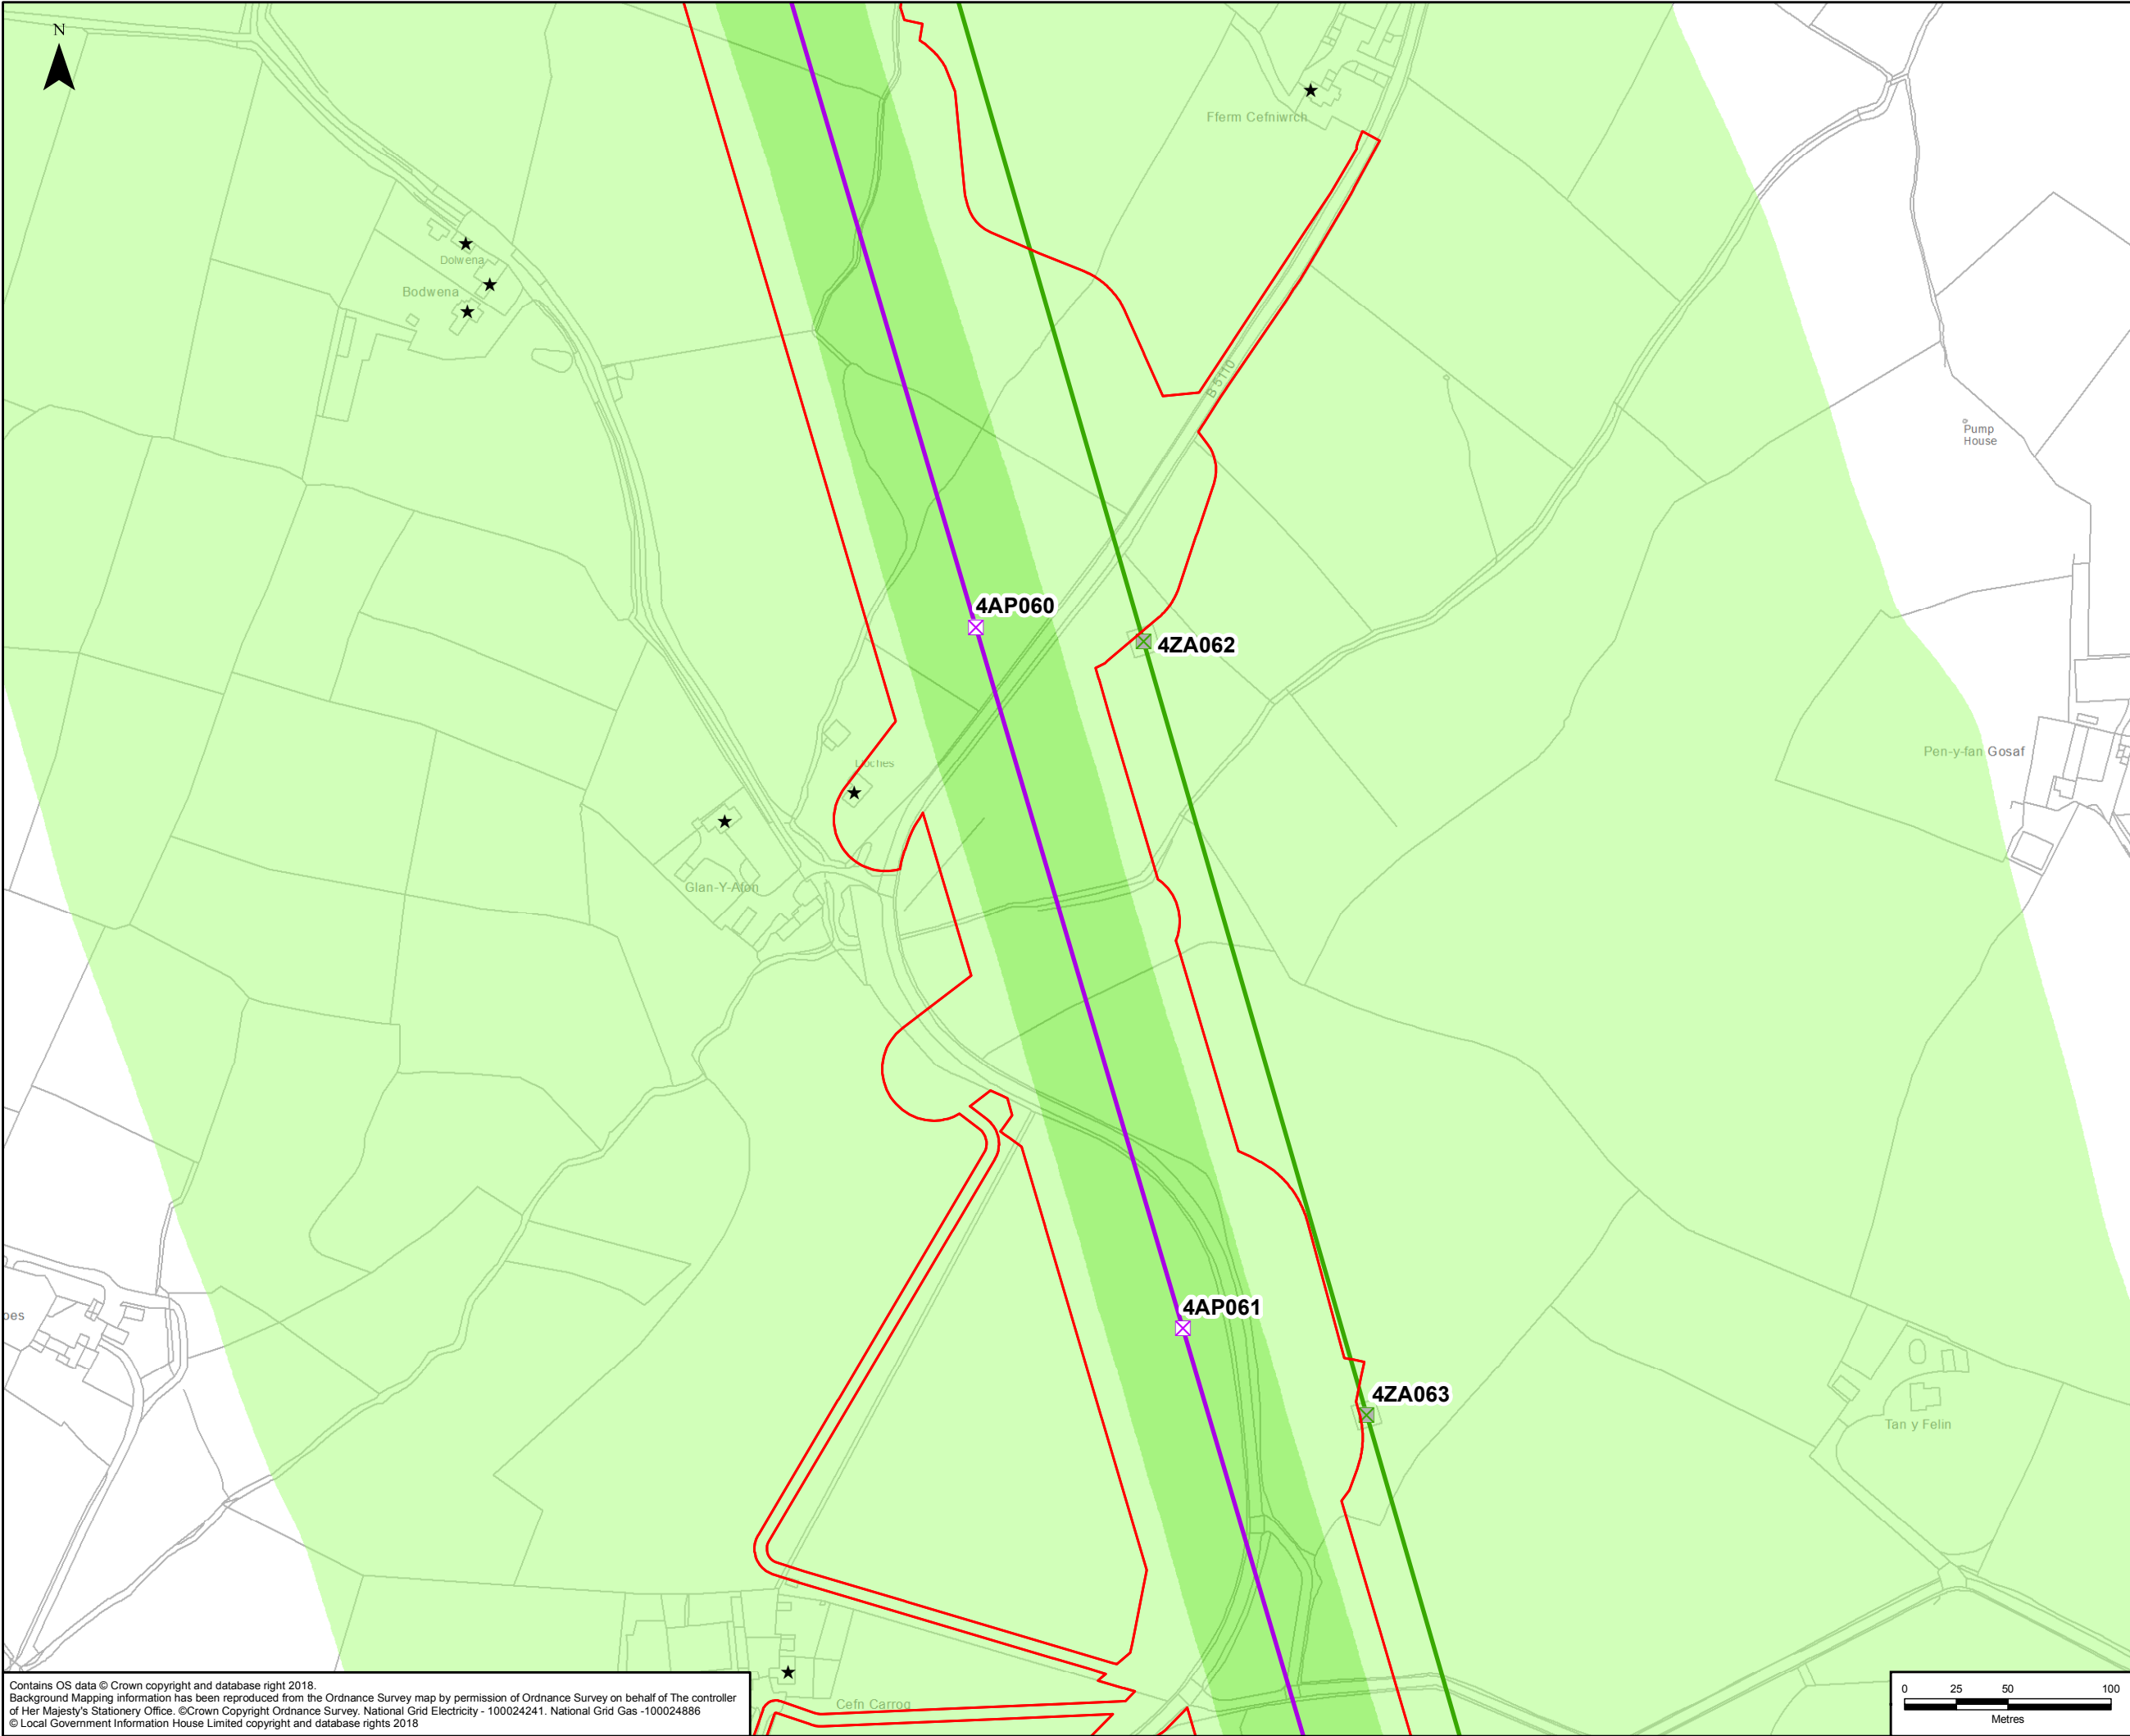 N
Fferm Cefniwrch
Dolwena
Bodwena
B 5110
Pump
House
4AP060
4ZA062
Pen-y-fan Gosaf
Glan-Y-Afon
4AP061
4ZA063
Tan y Felin
Cefn Carrog
Contains OS data © Crown copyright and database right 2018.
Background Mapping information has been reproduced from the Ordnance Survey map by permission of Ordnance Survey on behalf of The controller
of Her Majesty's Stationery Office. ©Crown Copyright Ordnance Survey. National Grid Electricity - 100024241. National Grid Gas -100024886
© Local Government Information House Limited copyright and database rights 2018
0 25 50 100
Metres